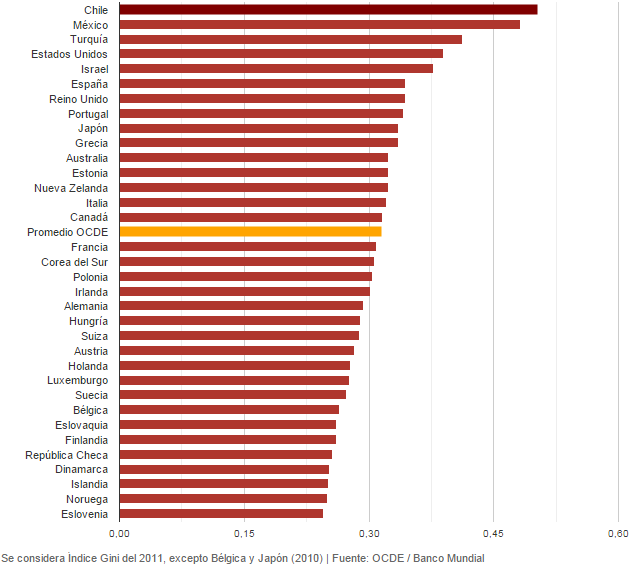 Chile
México
Turquía
Estados Unidos
Israel
España
Reino Unido
Portugal
Japón
Grecia
Australia
Estonia
Nueva Zelanda
Italia
Canadá
Promedio OCDE
Francia
Corea del Sur
Polonia
Irlanda
Alemania
Hungría
Suiza
Austria
Holanda
Luxemburgo
Suecia
Bélgica
Eslovaquia
Finlandia
República Checa
Dinamarca
Islandia
Noruega
Eslovenia
0,00 0,15 0,30 0,45 0,60
Se considera Índice Gini del 2011, excepto Bélgica y Japón (2010) | Fuente: OCDE / Banco Mundial